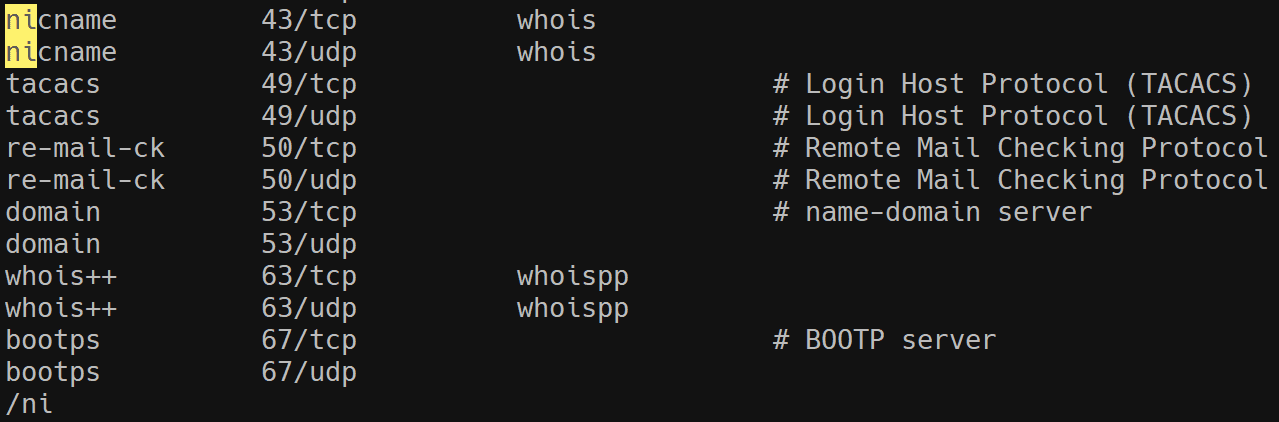 nicname         43/tcp          whois
nicname         43/udp          whois
tacacs          49/tcp                          # Login Host Protocol (TACACS)
tacacs          49/udp                          # Login Host Protocol (TACACS)
re-mail-ck      50/tcp                          # Remote Mail Checking Protocol
re-mail-ck      50/udp                          # Remote Mail Checking Protocol
domain          53/tcp                          # name-domain server
domain          53/udp
whois++         63/tcp          whoispp
whois++         63/udp          whoispp
bootps          67/tcp                          # BOOTP server
bootps          67/udp
/ni